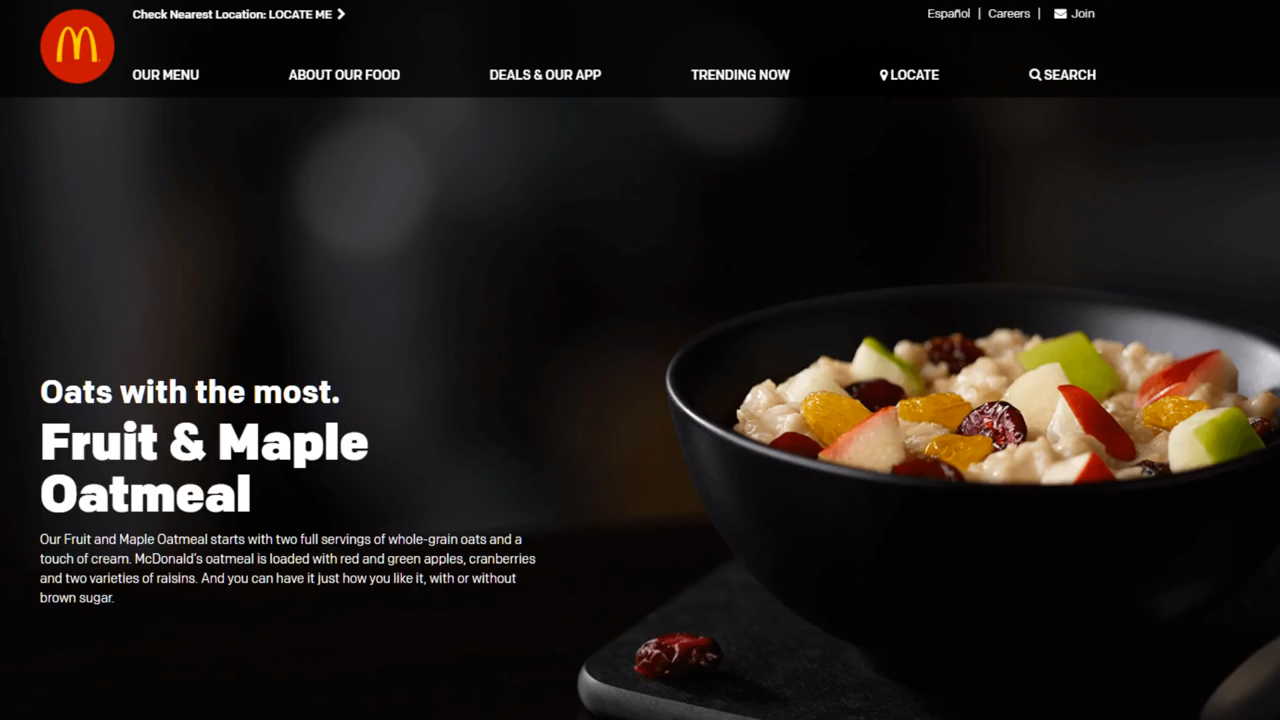 Check Nearest Location: LOCATE ME
Español | Careers | Join
OUR MENU ABOUT OUR FOOD DEALS & OUR APP TRENDING NOW LOCATE SEARCH
Oats with the most.
Fruit & Maple
Oatmeal
Our Fruit and Maple Oatmeal starts with two full servings of whole-grain oats and a
touch of cream. McDonald's oatmeal is loaded with red and green apples, cranberries
and two varieties of raisins. And you can have it just how you like it, with or without
brown sugar.